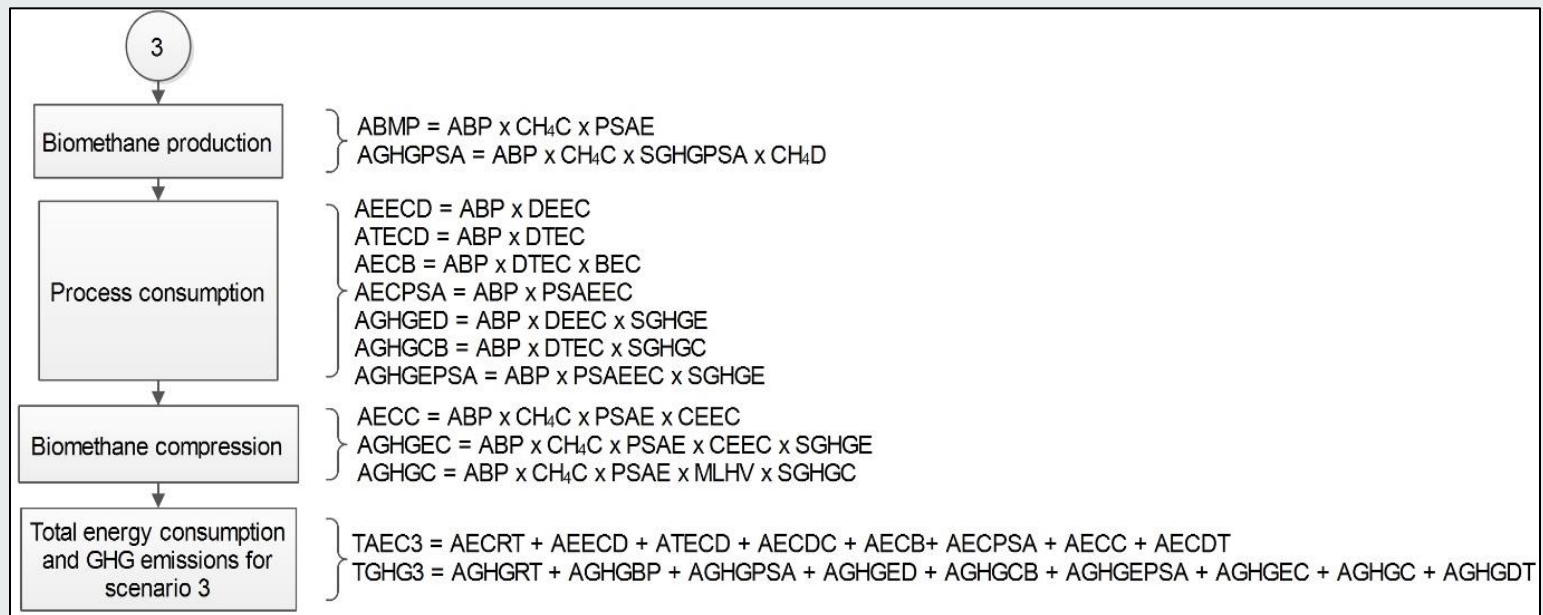 3
Biomethane production
ABMP = ABP x CH₄C x PSAE
AGHGPSA = ABP x CH₄C x SGHGPSA x CH₄D
Process consumption
AEECD = ABP x DEEC
ATECD = ABP x DTEC
AECB = ABP x DTEC x BEC
AECPSA = ABP x PSAEEC
AGHGED = ABP x DEEC x SGHGE
AGHGCB = ABP x DTEC x SGHGC
AGHGEPSA = ABP x PSAEEC x SGHGE
Biomethane compression
AECC = ABP x CH₄C x PSAE x CEEC
AGHGEC = ABP x CH₄C x PSAE x CEEC x SGHGE
AGHGC = ABP x CH₄C x PSAE x MLHV x SGHGC
Total energy consumption
and GHG emissions for
scenario 3
TAEC3 = AECRT + AEECD + ATECD + AECDC + AECB+ AECPSA + AECC + AECDT
TGHG3 = AGHGRT + AGHGBP + AGHGPSA + AGHGED + AGHGCB + AGHGEPSA + AGHGEC + AGHGC + AGHGDT